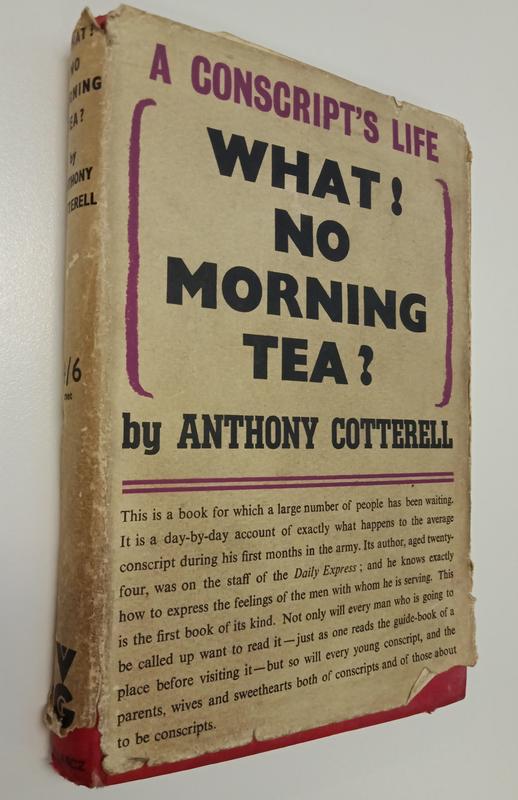 A CONSCRIPT'S LIFE
WHAT!
NO
MORNING
TEA?
by ANTHONY COTTERELL
This is a book for which a large number of people has been waiting.
It is a day-by-day account of exactly what happens to the average
conscript during his first months in the army. Its author, aged twenty-
four, was on the staff of the Daily Express; and he knows exactly
how to express the feelings of the men with whom he is serving. This
is the first book of its kind. Not only will every man who is going to
be called up want to read it—just as one reads the guide-book of a
place before visiting it—but so will every young conscript, and the
parents, wives and sweethearts both of conscripts and of those about
to be conscripts.
NO
by
/6
net
V
G